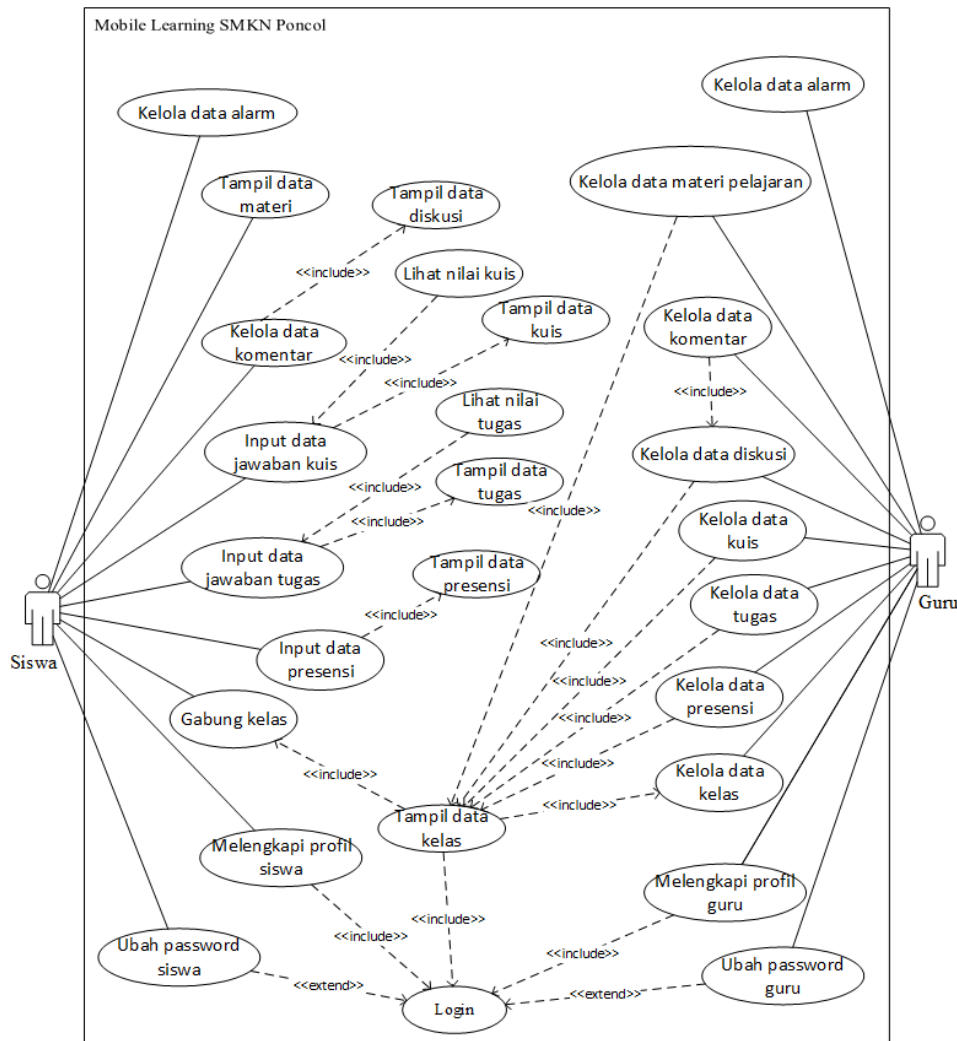 Mobile Learning SMKN Poncol
Kelola data alarm
Kelola data alarm
Tampil data
materi
Kelola data materi pelajaran
Tampil data
diskusi
<<include>>
Lihat nilai kuis
Tampil data
kuis
Kelola data
komentar
Kelola data
komentar
<<include>>
<<include>>
<<include>>
Lihat nilai
tugas
Input data
jawaban kuis
Kelola data diskusi
Tampil data
tugas
<<include>>
<<include>>
<<include>>
Kelola data
kuis
Input data
jawaban tugas
Tampil data
presensi
Kelola data
tugas
Guru
<<include>>
Siswa
Input data
presensi
<<include>>
<<include>>
Kelola data
presensi
Gabung kelas
<<include>>
<<include>>
<<include>>
<<include>>
Kelola data
kelas
Tampil data
kelas
Melengkapi profil
siswa
Melengkapi profil
guru
<<include>>
<<include>>
<<include>>
Ubah password
siswa
Ubah password
guru
<<extend>>
<<extend>>
Login